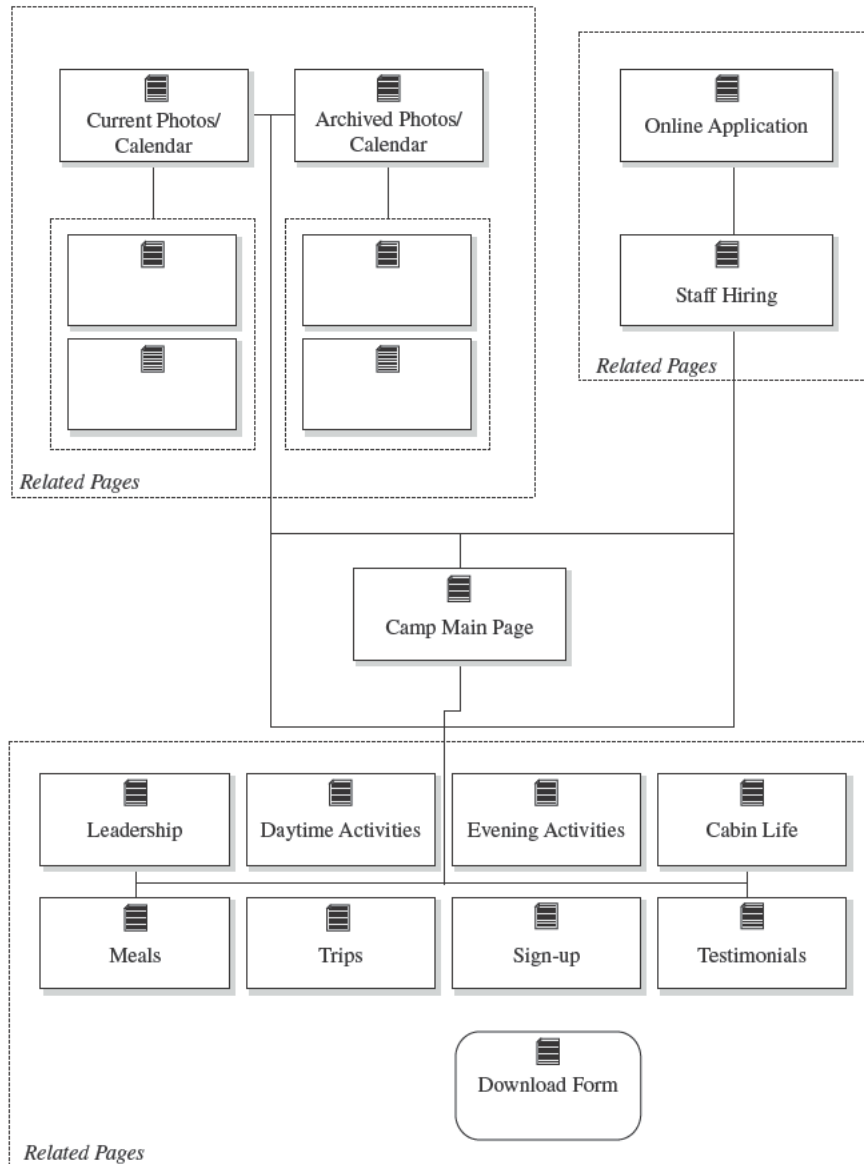 Current Photos/
Calendar
Archived Photos/
Calendar
Related Pages
Online Application
Staff Hiring
Related Pages
Camp Main Page
Leadership
Daytime Activities
Evening Activities
Cabin Life
Meals
Trips
Sign-up
Testimonials
Download Form
Related Pages